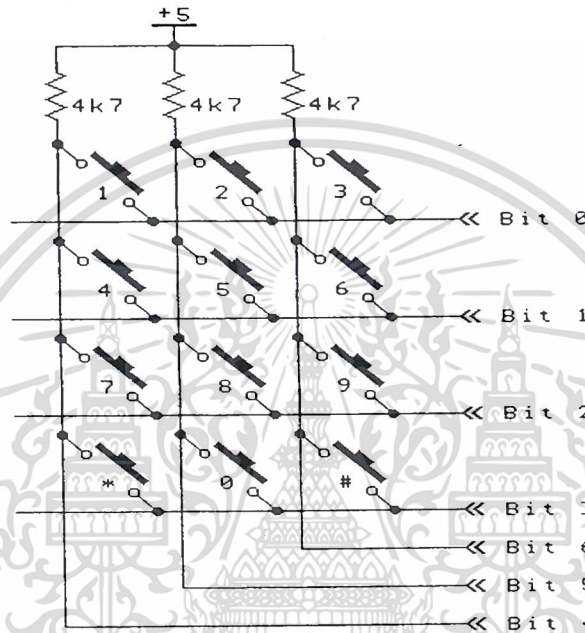 +5
4k7 4k7 4k7
1 2 3
Bit 0
4 5 6
Bit 1
7 8 9
Bit 2
* 0 #
Bit
Bit
Bit 5
Bit